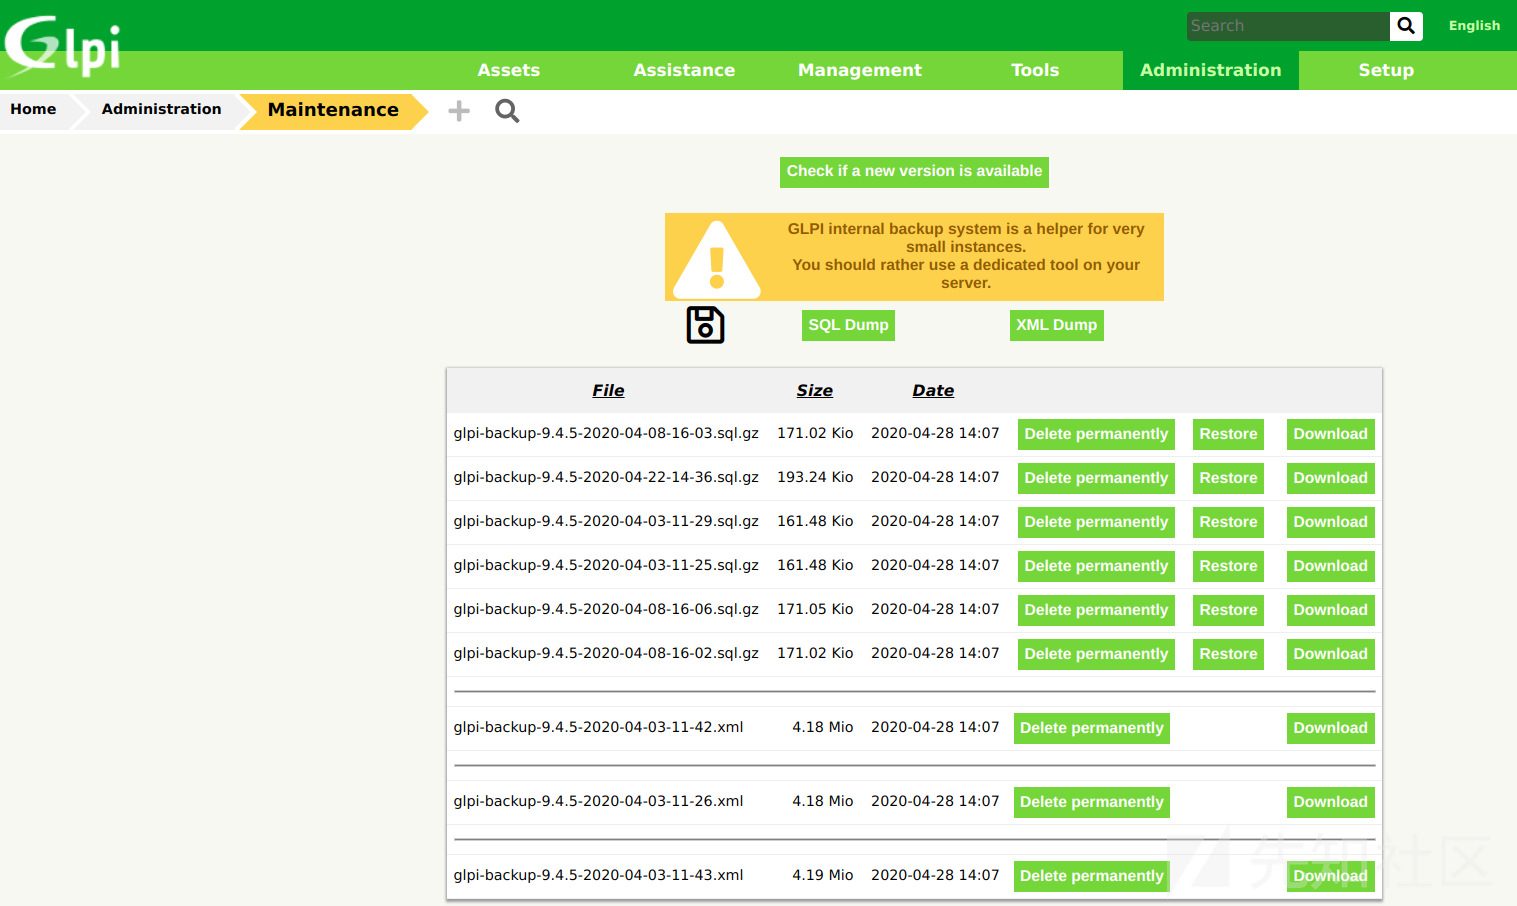 Glpi
Search
English
Assets Assistance Management Tools Administration Setup
Home Administration Maintenance
Check if a new version is available
GLPI internal backup system is a helper for very
small instances.
You should rather use a dedicated tool on your
server.
SQL Dump XML Dump
File Size Date
glpi-backup-9.4.5-2020-04-08-16-03.sql.gz 171.02 Kio 2020-04-28 14:07 Delete permanently Restore Download
glpi-backup-9.4.5-2020-04-22-14-36.sql.gz 193.24 Kio 2020-04-28 14:07 Delete permanently Restore Download
glpi-backup-9.4.5-2020-04-03-11-29.sql.gz 161.48 Kio 2020-04-28 14:07 Delete permanently Restore Download
glpi-backup-9.4.5-2020-04-03-11-25.sql.gz 161.48 Kio 2020-04-28 14:07 Delete permanently Restore Download
glpi-backup-9.4.5-2020-04-08-16-06.sql.gz 171.05 Kio 2020-04-28 14:07 Delete permanently Restore Download
glpi-backup-9.4.5-2020-04-08-16-02.sql.gz 171.02 Kio 2020-04-28 14:07 Delete permanently Restore Download
glpi-backup-9.4.5-2020-04-03-11-42.xml 4.18 Mio 2020-04-28 14:07 Delete permanently Download
glpi-backup-9.4.5-2020-04-03-11-26.xml 4.18 Mio 2020-04-28 14:07 Delete permanently Download
glpi-backup-9.4.5-2020-04-03-11-43.xml 4.19 Mio 2020-04-28 14:07 Delete permanently Download
先知社区